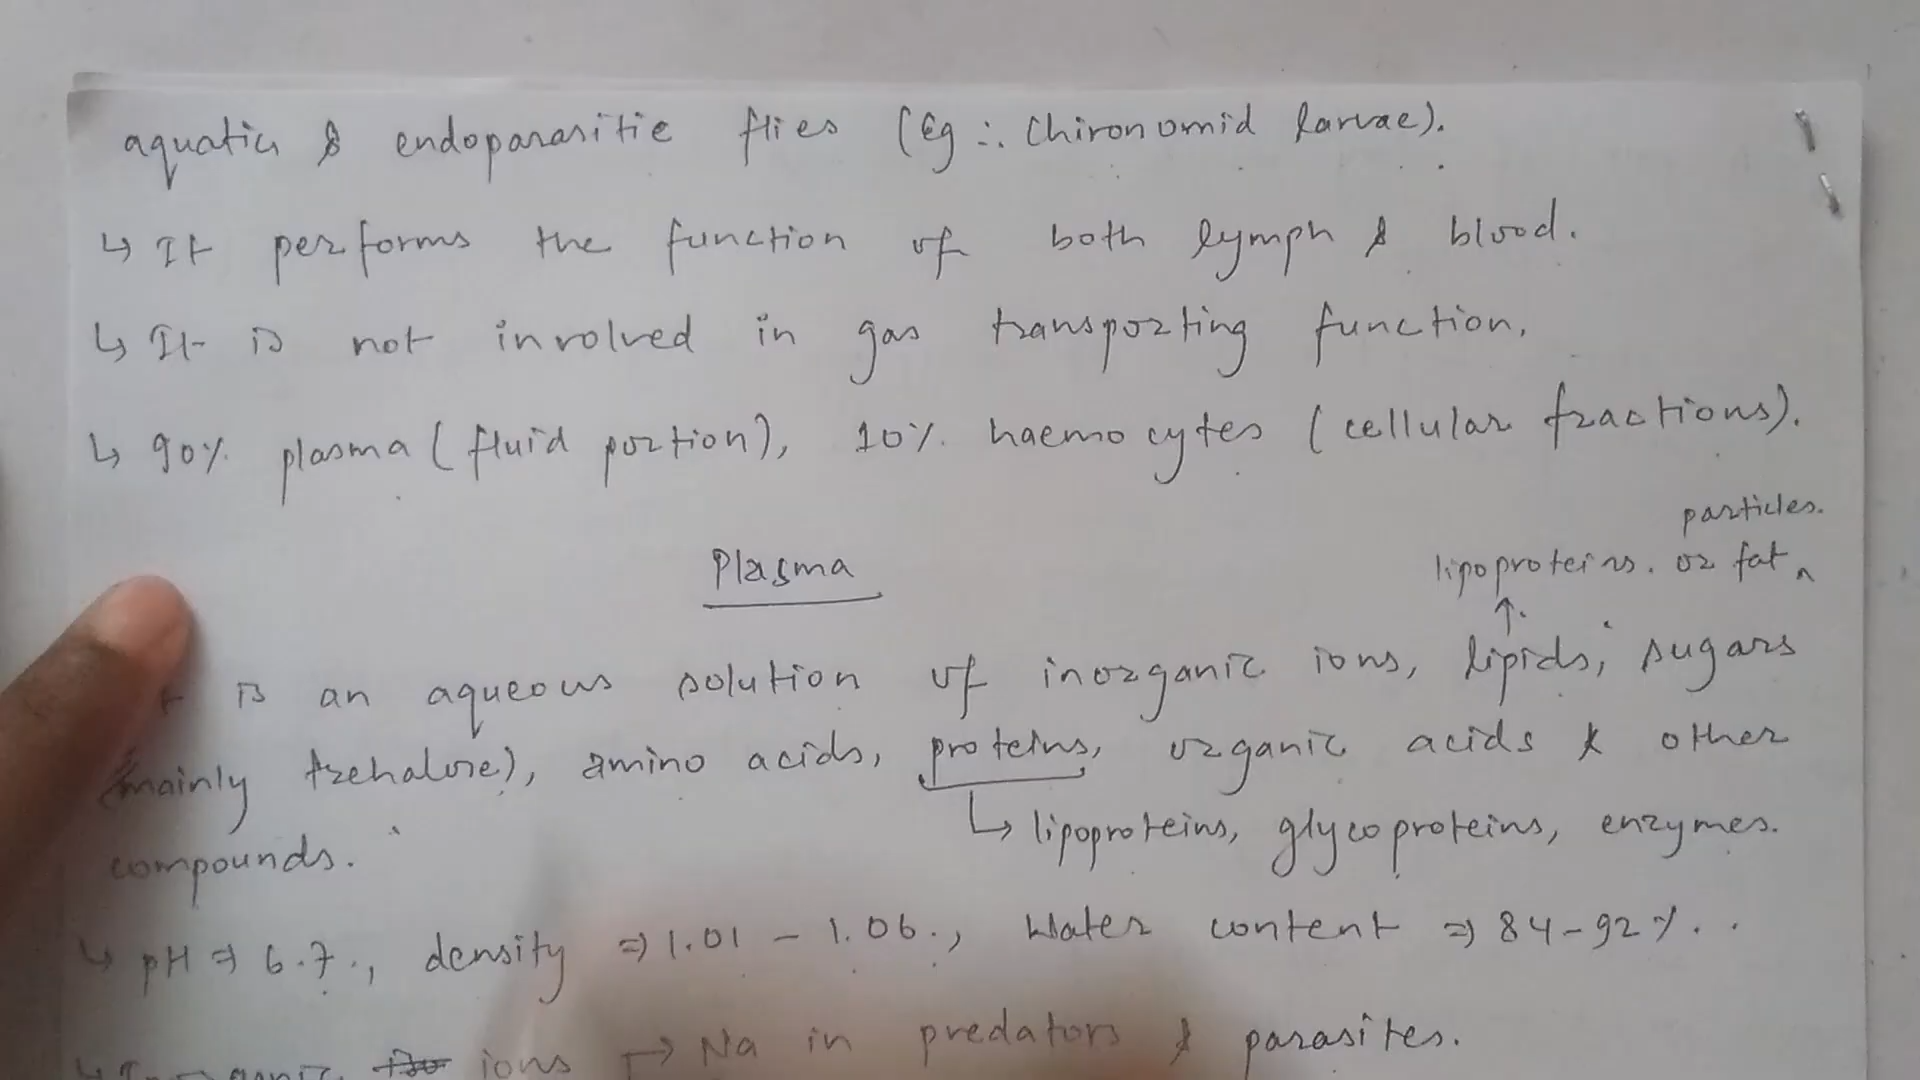 aquatic & endoparasitic flies (Eg :. Chironomid larvae).
↳ It performs the function of both lymph & blood.
↳ It is not involved in gas transporting function.
↳ 90% plasma (fluid portion), 10% haemocytes (cellular fractions).
particles.
Plasma
lipoproteins. or fat ^
↑
is an aqueous solution of inorganic ions, lipids, sugars
(mainly trehalose), amino acids, proteins, organic acids & other
↳ lipoproteins, glycoproteins, enzymes.
compounds.
↳ pH ⇒ 6.7., density ⇒ 1.01 - 1.06., Water content ⇒ 84-92%..
↳ Inorganic ions → Na in predators & parasites.